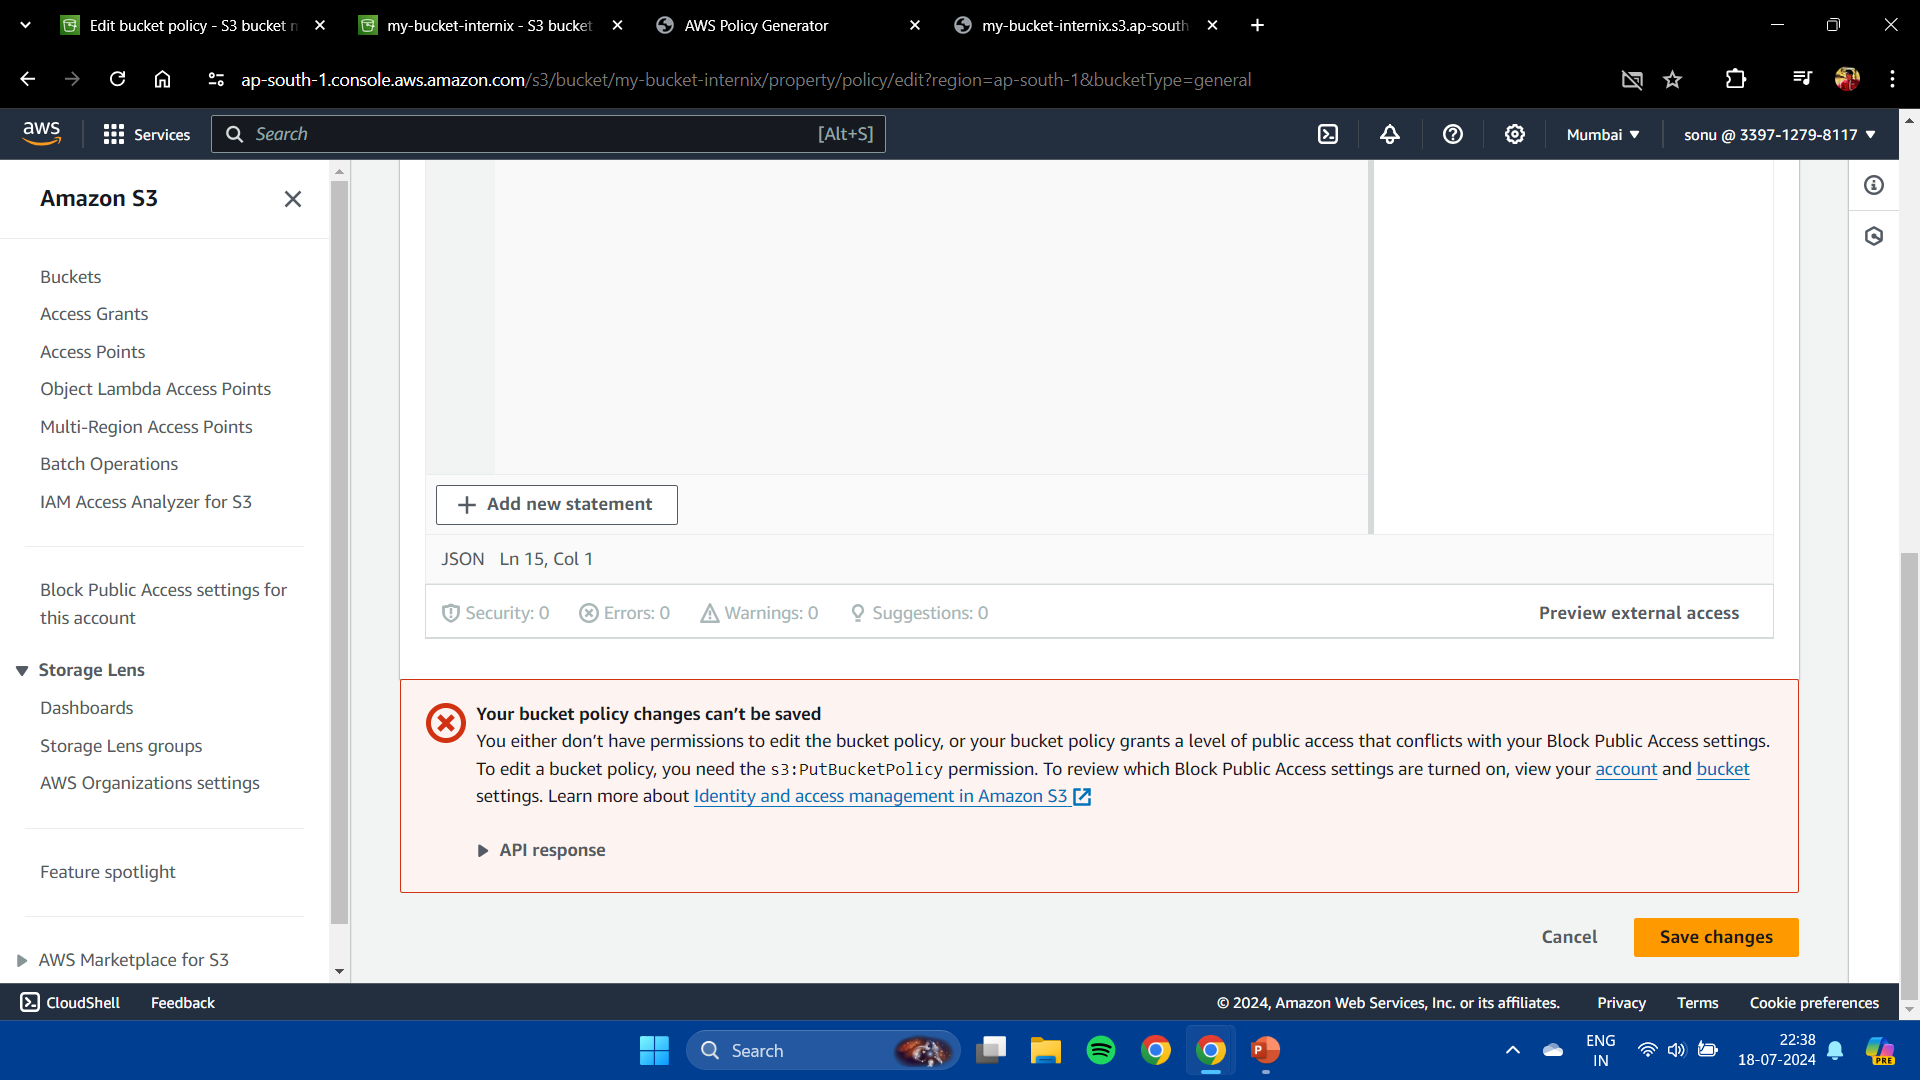 Edit bucket policy - S3 bucket m
my-bucket-internix - S3 bucket
AWS Policy Generator
my-bucket-internix.s3.ap-south
ap-south-1.console.aws.amazon.com/s3/bucket/my-bucket-internix/property/policy/edit?region=ap-south-1&bucketType=general
aws
Services
Search
[Alt+S]
Mumbai
sonu @ 3397-1279-8117
Amazon S3
Buckets
Access Grants
Access Points
Object Lambda Access Points
Multi-Region Access Points
Batch Operations
IAM Access Analyzer for S3
Block Public Access settings for
this account
Storage Lens
Dashboards
Storage Lens groups
AWS Organizations settings
Feature spotlight
AWS Marketplace for S3
Add new statement
JSON Ln 15, Col 1
Security: 0 Errors: 0 Warnings: 0 Suggestions: 0
Preview external access
Your bucket policy changes can’t be saved
You either don’t have permissions to edit the bucket policy, or your bucket policy grants a level of public access that conflicts with your Block Public Access settings.
To edit a bucket policy, you need the s3:PutBucketPolicy permission. To review which Block Public Access settings are turned on, view your account and bucket
settings. Learn more about Identity and access management in Amazon S3
API response
Cancel
Save changes
CloudShell
Feedback
© 2024, Amazon Web Services, Inc. or its affiliates.
Privacy
Terms
Cookie preferences
Search
ENG
IN
22:38
18-07-2024
PRE